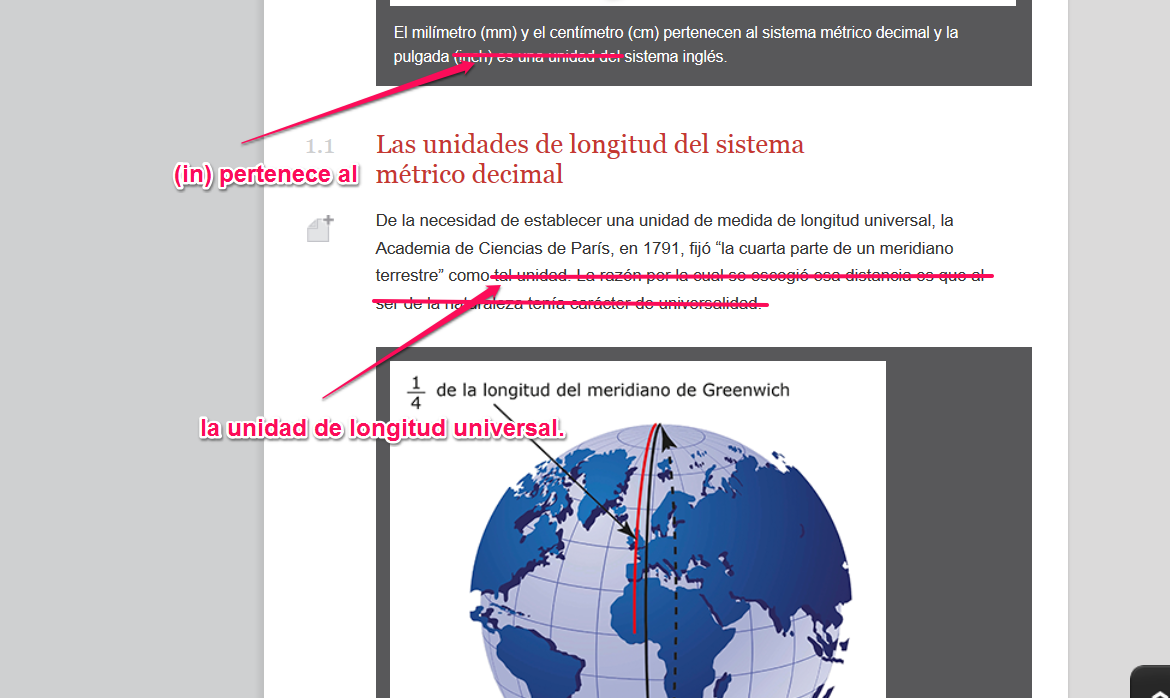 El milímetro (mm) y el centímetro (cm) pertenecen al sistema métrico decimal y la
pulgada (inch) es una unidad del sistema inglés.
1.1
Las unidades de longitud del sistema
métrico decimal
(in) pertenece al
De la necesidad de establecer una unidad de medida de longitud universal, la
Academia de Ciencias de París, en 1791, fijó “la cuarta parte de un meridiano
terrestre” como tal unidad. La razón por la cual se escogió esa distancia es que al
ser de la naturaleza tenía carácter de universalidad.
1/4 de la longitud del meridiano de Greenwich
la unidad de longitud universal.